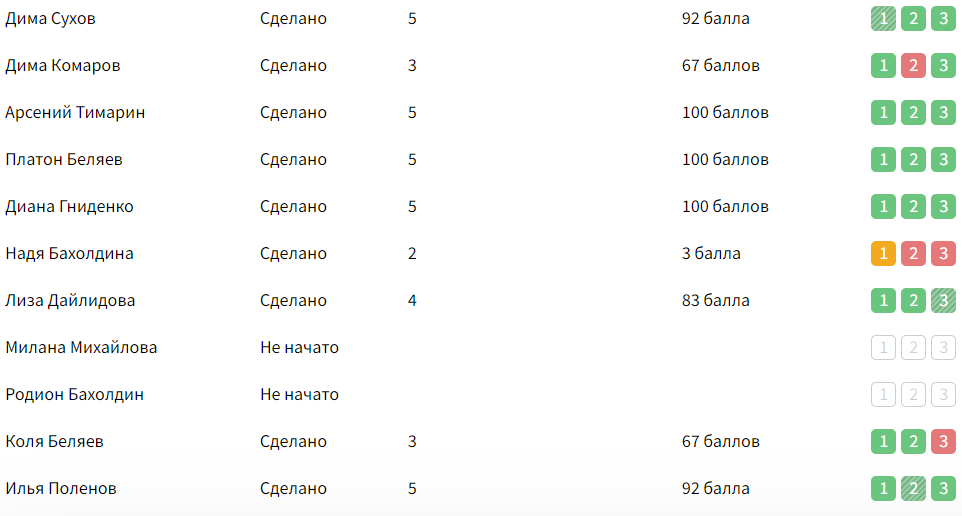 Дима Сухов Сделано 5 92 балла 1 2 3
Дима Комаров Сделано 3 67 баллов 1 2 3
Арсений Тимарин Сделано 5 100 баллов 1 2 3
Платон Беляев Сделано 5 100 баллов 1 2 3
Диана Гниденко Сделано 5 100 баллов 1 2 3
Надя Бахолдина Сделано 2 3 балла 1 2 3
Лиза Дайлидова Сделано 4 83 балла 1 2 3
Милана Михайлова Не начато 1 2 3
Родион Бахолдин Не начато 1 2 3
Коля Беляев Сделано 3 67 баллов 1 2 3
Илья Поленов Сделано 5 92 балла 1 2 3